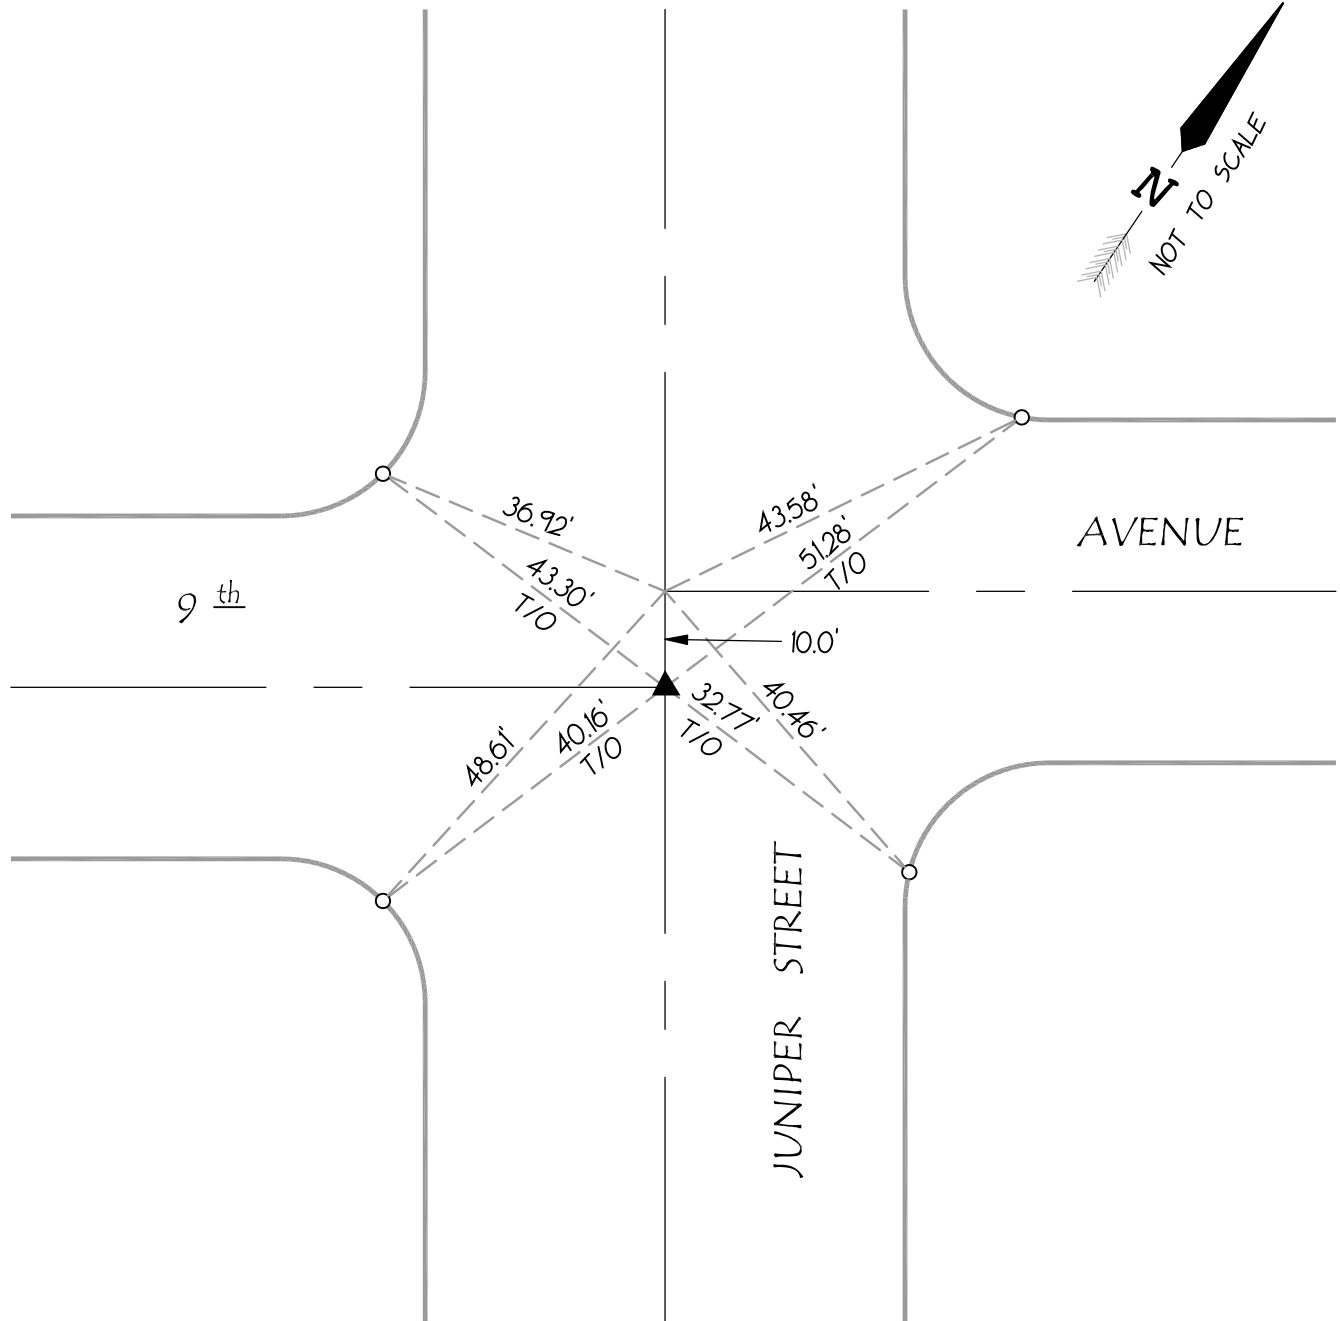 N
NOT TO SCALE
36.92'
43.30'
T/O
43.58'
51.28'
T/O
AVENUE
9 th
10.0'
48.61'
40.16'
T/O
32.77'
T/O
40.46'
JUNIPER STREET